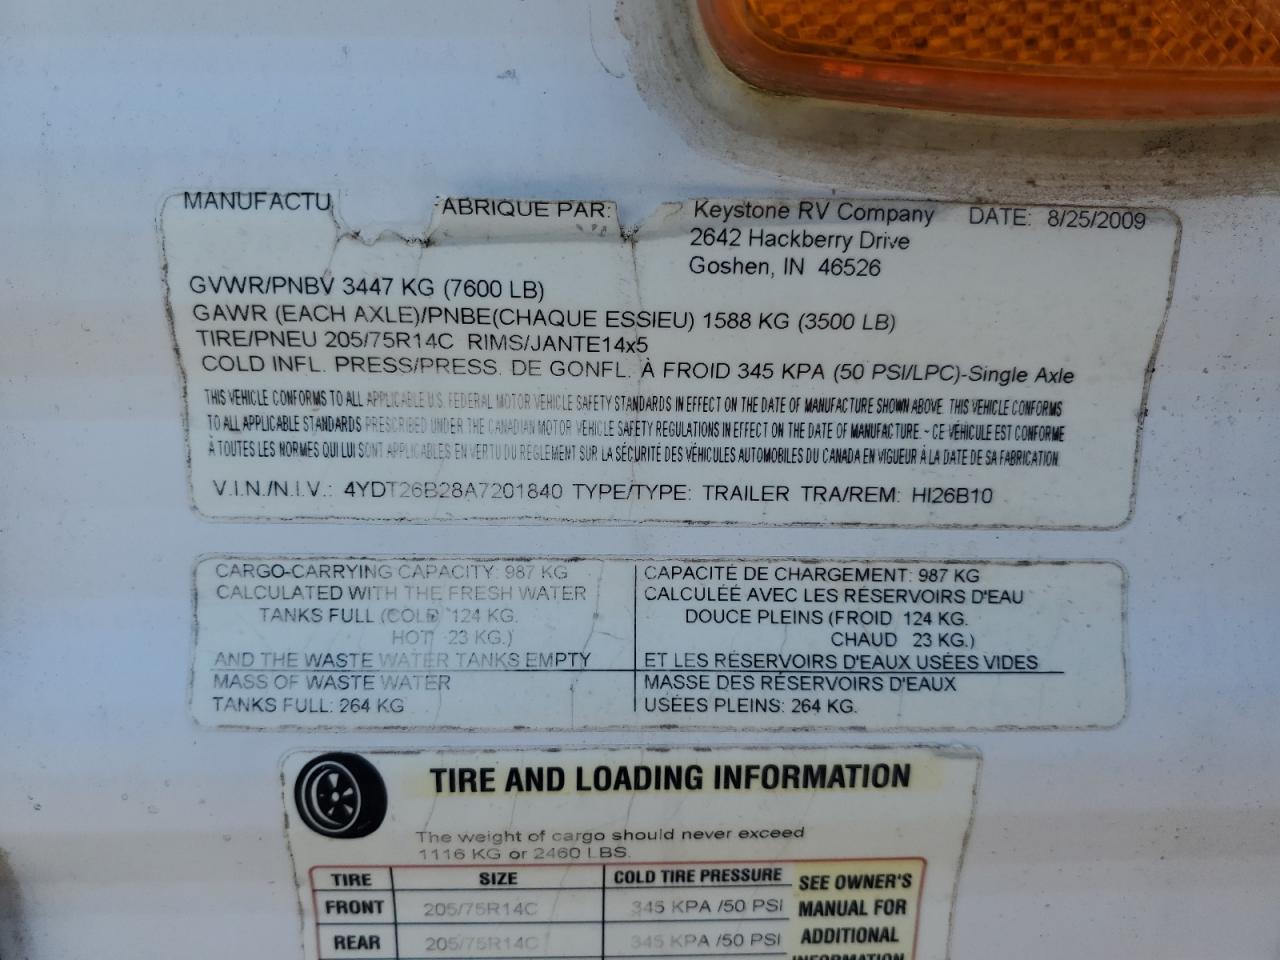 MANUFACTU ABRIQUE PAR: Keystone RV Company DATE: 8/25/2009
2642 Hackberry Drive
Goshen, IN 46526
GVWR/PNBV 3447 KG (7600 LB)
GAWR (EACH AXLE)/PNBE(CHAQUE ESSIEU) 1588 KG (3500 LB)
TIRE/PNEU 205/75R14C RIMS/JANTE14x5
COLD INFL. PRESS/PRESS. DE GONFL. À FROID 345 KPA (50 PSI/LPC)-Single Axle
THIS VEHICLE CONFORMS TO ALL APPLICABLE U.S. FEDERAL MOTOR VEHICLE SAFETY STANDARDS IN EFFECT ON THE DATE OF MANUFACTURE SHOWN ABOVE. THIS VEHICLE CONFORMS
TO ALL APPLICABLE STANDARDS PRESCRIBED UNDER THE CANADIAN MOTOR VEHICLE SAFETY REGULATIONS IN EFFECT ON THE DATE OF MANUFACTURE. - CE VÉHICULE EST CONFORME
À TOUTES LES NORMES QUI LUI SONT APPLICABLES EN VERTU DU RÈGLEMENT SUR LA SÉCURITÉ DES VÉHICULES AUTOMOBILES DU CANADA EN VIGUEUR À LA DATE DE SA FABRICATION.
V.I.N./N.I.V.: 4YDT26B28A7201840 TYPE/TYPE: TRAILER TRA/REM: HI26B10
CARGO-CARRYING CAPACITY: 987 KG
CALCULATED WITH THE FRESH WATER
TANKS FULL (COLD 124 KG.
HOT 23 KG.)
AND THE WASTE WATER TANKS EMPTY
MASS OF WASTE WATER
TANKS FULL: 264 KG
CAPACITÉ DE CHARGEMENT: 987 KG
CALCULÉE AVEC LES RÉSERVOIRS D'EAU
DOUCE PLEINS (FROID 124 KG.
CHAUD 23 KG.)
ET LES RÉSERVOIRS D'EAUX USÉES VIDES
MASSE DES RÉSERVOIRS D'EAUX
USÉES PLEINS: 264 KG.
TIRE AND LOADING INFORMATION
The weight of cargo should never exceed
1116 KG or 2460 LBS.
TIRE SIZE COLD TIRE PRESSURE
FRONT 205/75R14C 345 KPA /50 PSI
REAR 205/75R14C 345 KPA /50 PSI
SEE OWNER'S
MANUAL FOR
ADDITIONAL
INFORMATION